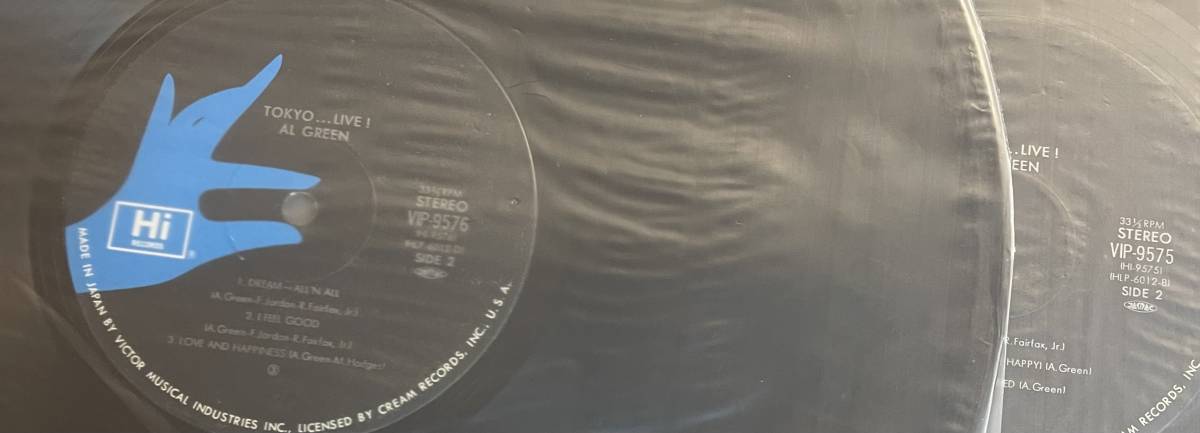 TOKYO...LIVE!
AL GREEN
Hi
RECORDS
33⅓ RPM
STEREO
VIP-9576
SIDE 2
1. DREAM—ALL'N ALL
(A.Green-F.Jordan-R.Fairfax, Jr.)
2. I FEEL GOOD
(A.Green-F.Jordan-R.Fairfax, Jr.)
3. LOVE AND HAPPINESS (A.Green-M.Hodges)
MADE IN JAPAN BY VICTOR MUSICAL INDUSTRIES INC., LICENSED BY CREAM RECORDS, INC., U.S.A.
..LIVE!
EEN
33⅓ RPM
STEREO
VIP-9575
(HI-9575)
(HLP-6012-B)
SIDE 2
R.Fairfax, Jr.)
HAPPY) (A.Green)
ED (A.Green)
M RECORDS, INC